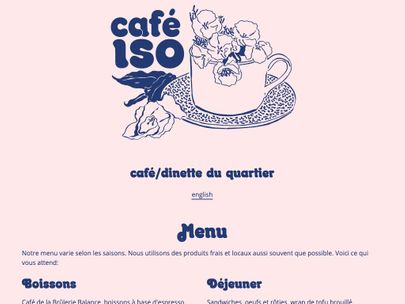 café
ISO
café/dinette du quartier
english
Menu
Notre menu varie selon les saisons. Nous utilisons des produits frais et locaux aussi souvent que possible. Voici ce qui
vous attend:
Boissons
Déjeuner
Café de la Brûlerie Balance, boissons à base d'espresso,
Sandwiches, oeufs et rôties, wrap de tofu brouillé,